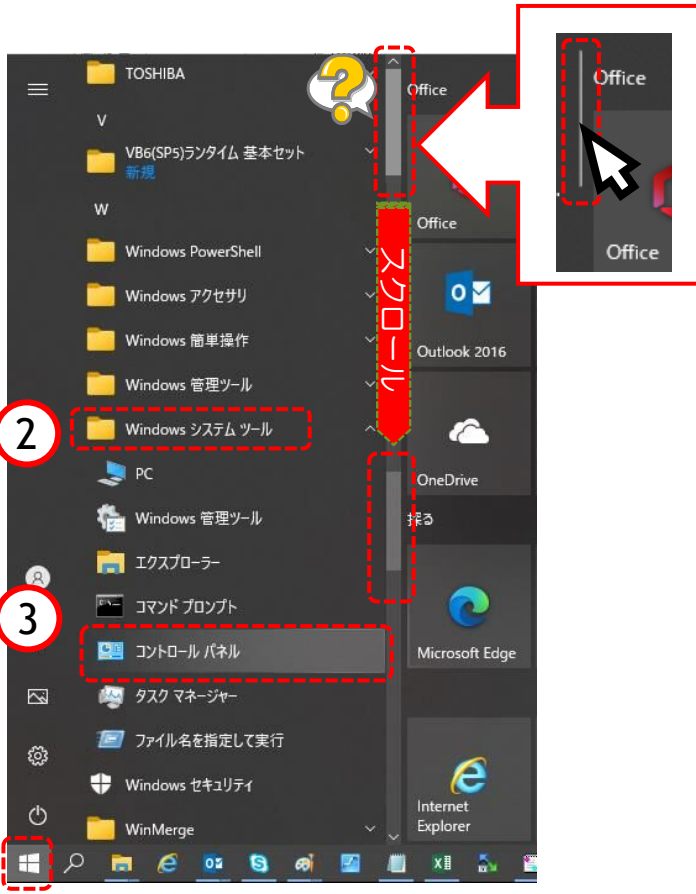 TOSHIBA
V
VB6(SP5)ランタイム 基本セット
新規
W
Windows PowerShell
Windows アクセサリ
Windows 簡単操作
Windows 管理ツール
2
Windows システム ツール
PC
Windows 管理ツール
エクスプローラー
コマンド プロンプト
3
コントロール パネル
タスク マネージャー
ファイル名を指定して実行
Windows セキュリティ
WinMerge
?
スクロール
Office
Office
Outlook 2016
OneDrive
探る
Microsoft Edge
Internet
Explorer
Office
Office